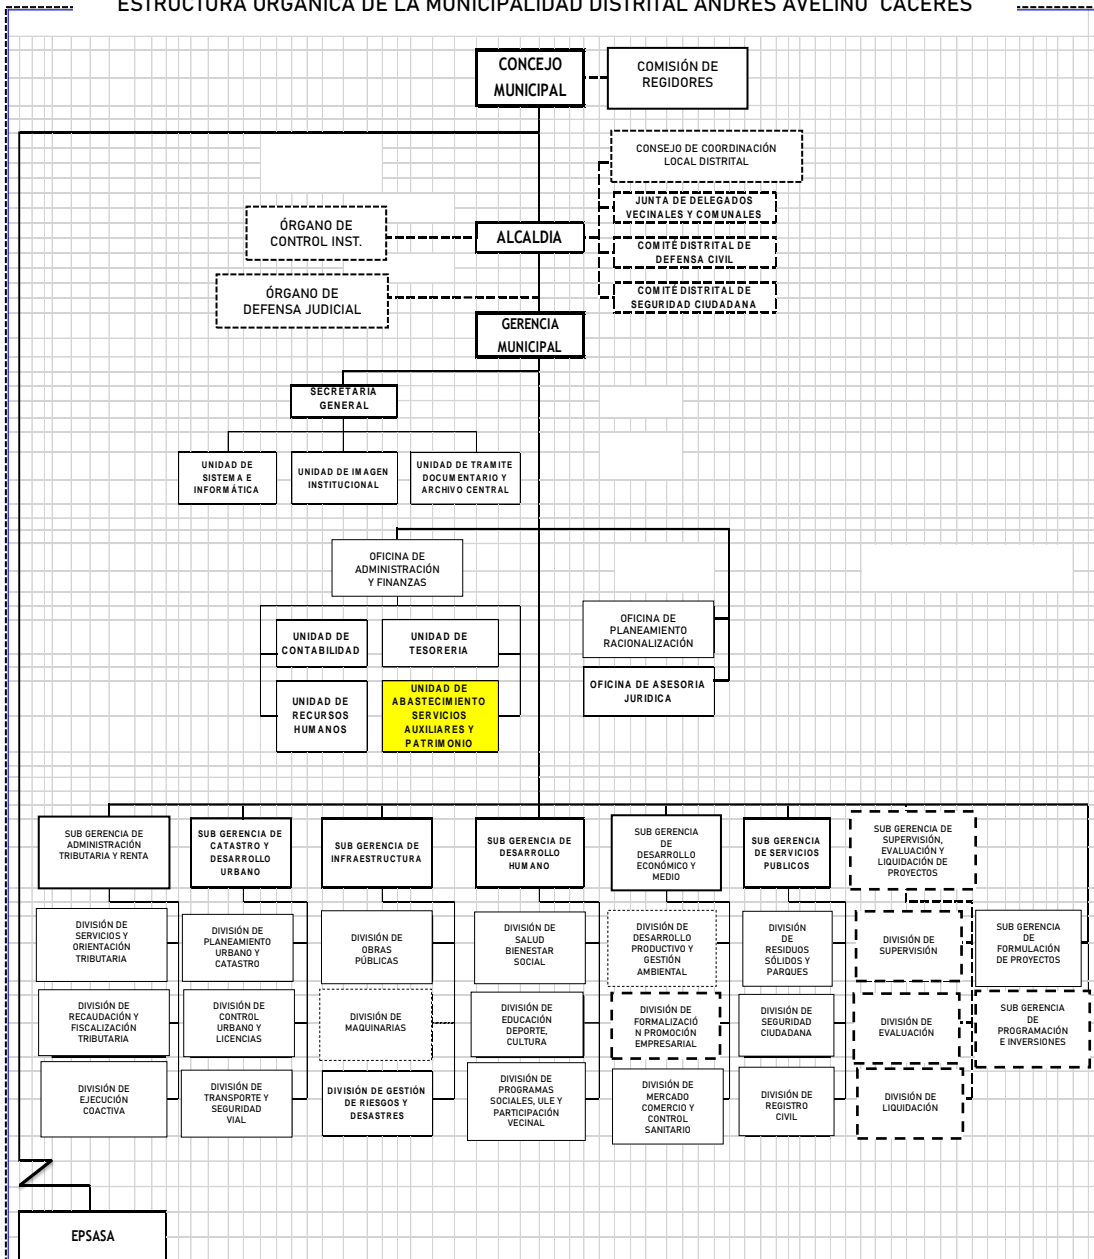 ESTRUCTURA ORGÁNICA DE LA MUNICIPALIDAD DISTRITAL ANDRÉS AVELINO CÁCERES
CONCEJO
MUNICIPAL
COMISIÓN DE
REGIDORES
CONSEJO DE COORDINACIÓN
LOCAL DISTRITAL
JUNTA DE DELEGADOS
VECINALES Y COMUNALES
ÓRGANO DE
CONTROL INST.
ALCALDIA
COMITÉ DISTRITAL DE
DEFENSA CIVIL
ÓRGANO DE
DEFENSA JUDICIAL
COMITÉ DISTRITAL DE
SEGURIDAD CIUDADANA
GERENCIA
MUNICIPAL
SECRETARIA
GENERAL
UNIDAD DE
SISTEMA E
INFORMÁTICA
UNIDAD DE IMAGEN
INSTITUCIONAL
UNIDAD DE TRAMITE
DOCUMENTARIO Y
ARCHIVO CENTRAL
OFICINA DE
ADMINISTRACIÓN
Y FINANZAS
UNIDAD DE
CONTABILIDAD
UNIDAD DE
TESORERIA
OFICINA DE
PLANEAMIENTO
RACIONALIZACIÓN
UNIDAD DE
RECURSOS
HUMANOS
UNIDAD DE
ABASTECIMIENTO
SERVICIOS
AUXILIARES Y
PATRIMONIO
OFICINA DE ASESORIA
JURIDICA
SUB GERENCIA DE
ADMINISTRACIÓN
TRIBUTARIA Y RENTA
SUB GERENCIA DE
CATASTRO Y
DESARROLLO
URBANO
SUB GERENCIA DE
INFRAESTRUCTURA
SUB GERENCIA DE
DESARROLLO
HUMANO
SUB GERENCIA
DE
DESARROLLO
ECONÓMICO Y
MEDIO
SUB GERENCIA
DE SERVICIOS
PUBLICOS
SUB GERENCIA DE
SUPERVISIÓN,
EVALUACIÓN Y
LIQUIDACIÓN DE
PROYECTOS
DIVISIÓN DE
SERVICIOS Y
ORIENTACIÓN
TRIBUTARIA
DIVISIÓN DE
PLANEAMIENTO
URBANO Y
CATASTRO
DIVISIÓN DE
OBRAS
PÚBLICAS
DIVISIÓN DE
SALUD
BIENESTAR
SOCIAL
DIVISIÓN DE
DESARROLLO
PRODUCTIVO Y
GESTIÓN
AMBIENTAL
DIVISIÓN
DE
RESIDUOS
SÓLIDOS Y
PARQUES
DIVISIÓN DE
SUPERVISIÓN
SUB GERENCIA
DE
FORMULACIÓN
DE PROYECTOS
DIVISIÓN DE
RECAUDACIÓN Y
FISCALIZACIÓN
TRIBUTARIA
DIVISIÓN DE
CONTROL
URBANO Y
LICENCIAS
DIVISIÓN DE
MAQUINARIAS
DIVISIÓN DE
EDUCACIÓN
DEPORTE,
CULTURA
DIVISIÓN DE
FORMALIZACIÓ
N PROMOCIÓN
EMPRESARIAL
DIVISIÓN DE
SEGURIDAD
CIUDADANA
DIVISIÓN DE
EVALUACIÓN
SUB GERENCIA
DE
PROGRAMACIÓN
E INVERSIONES
DIVISIÓN DE
EJECUCIÓN
COACTIVA
DIVISIÓN DE
TRANSPORTE Y
SEGURIDAD
VIAL
DIVISIÓN DE GESTIÓN
DE RIESGOS Y
DESASTRES
DIVISIÓN DE
PROGRAMAS
SOCIALES, ULE Y
PARTICIPACIÓN
VECINAL
DIVISIÓN DE
MERCADO
COMERCIO Y
CONTROL
SANITARIO
DIVISIÓN DE
REGISTRO
CIVIL
DIVISIÓN DE
LIQUIDACIÓN
EPSASA